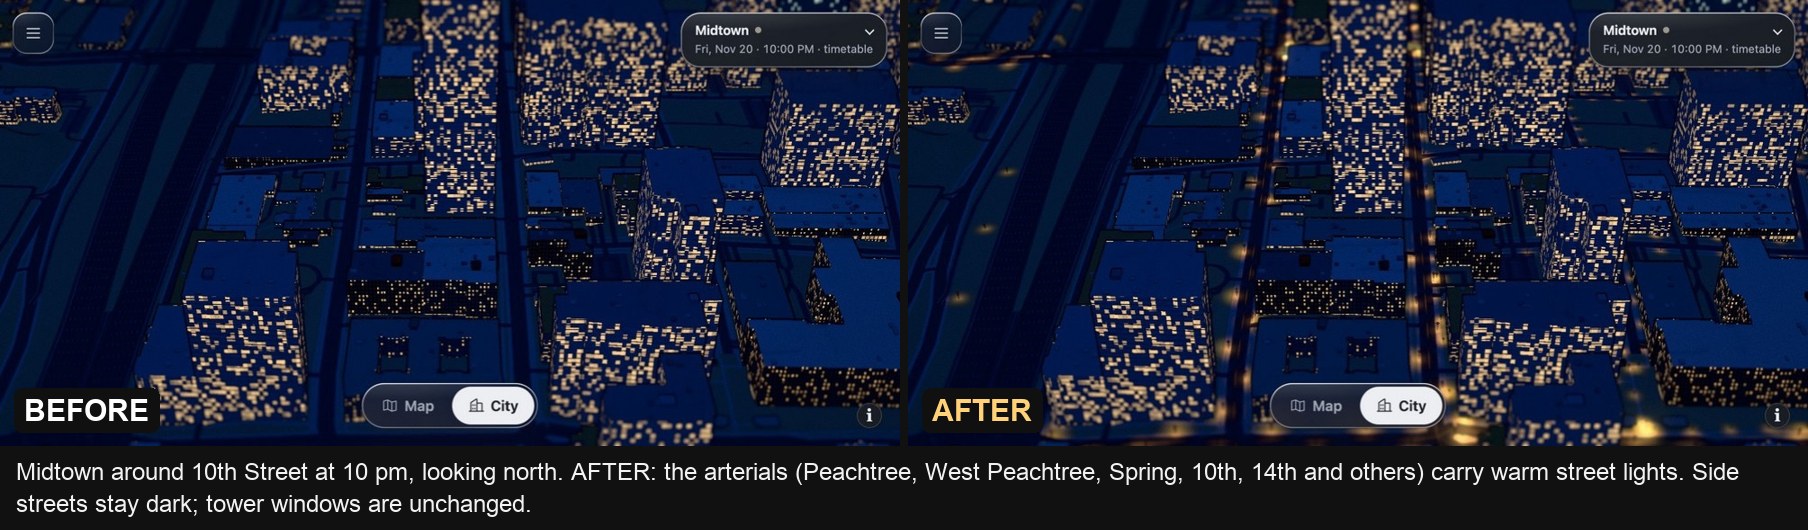 Midtown
Fri, Nov 20 · 10:00 PM · timetable
Midtown
Fri, Nov 20 · 10:00 PM · timetable
BEFORE
Map
City
i
AFTER
Map
City
i
Midtown around 10th Street at 10 pm, looking north. AFTER: the arterials (Peachtree, West Peachtree, Spring, 10th, 14th and others) carry warm street lights. Side
streets stay dark; tower windows are unchanged.